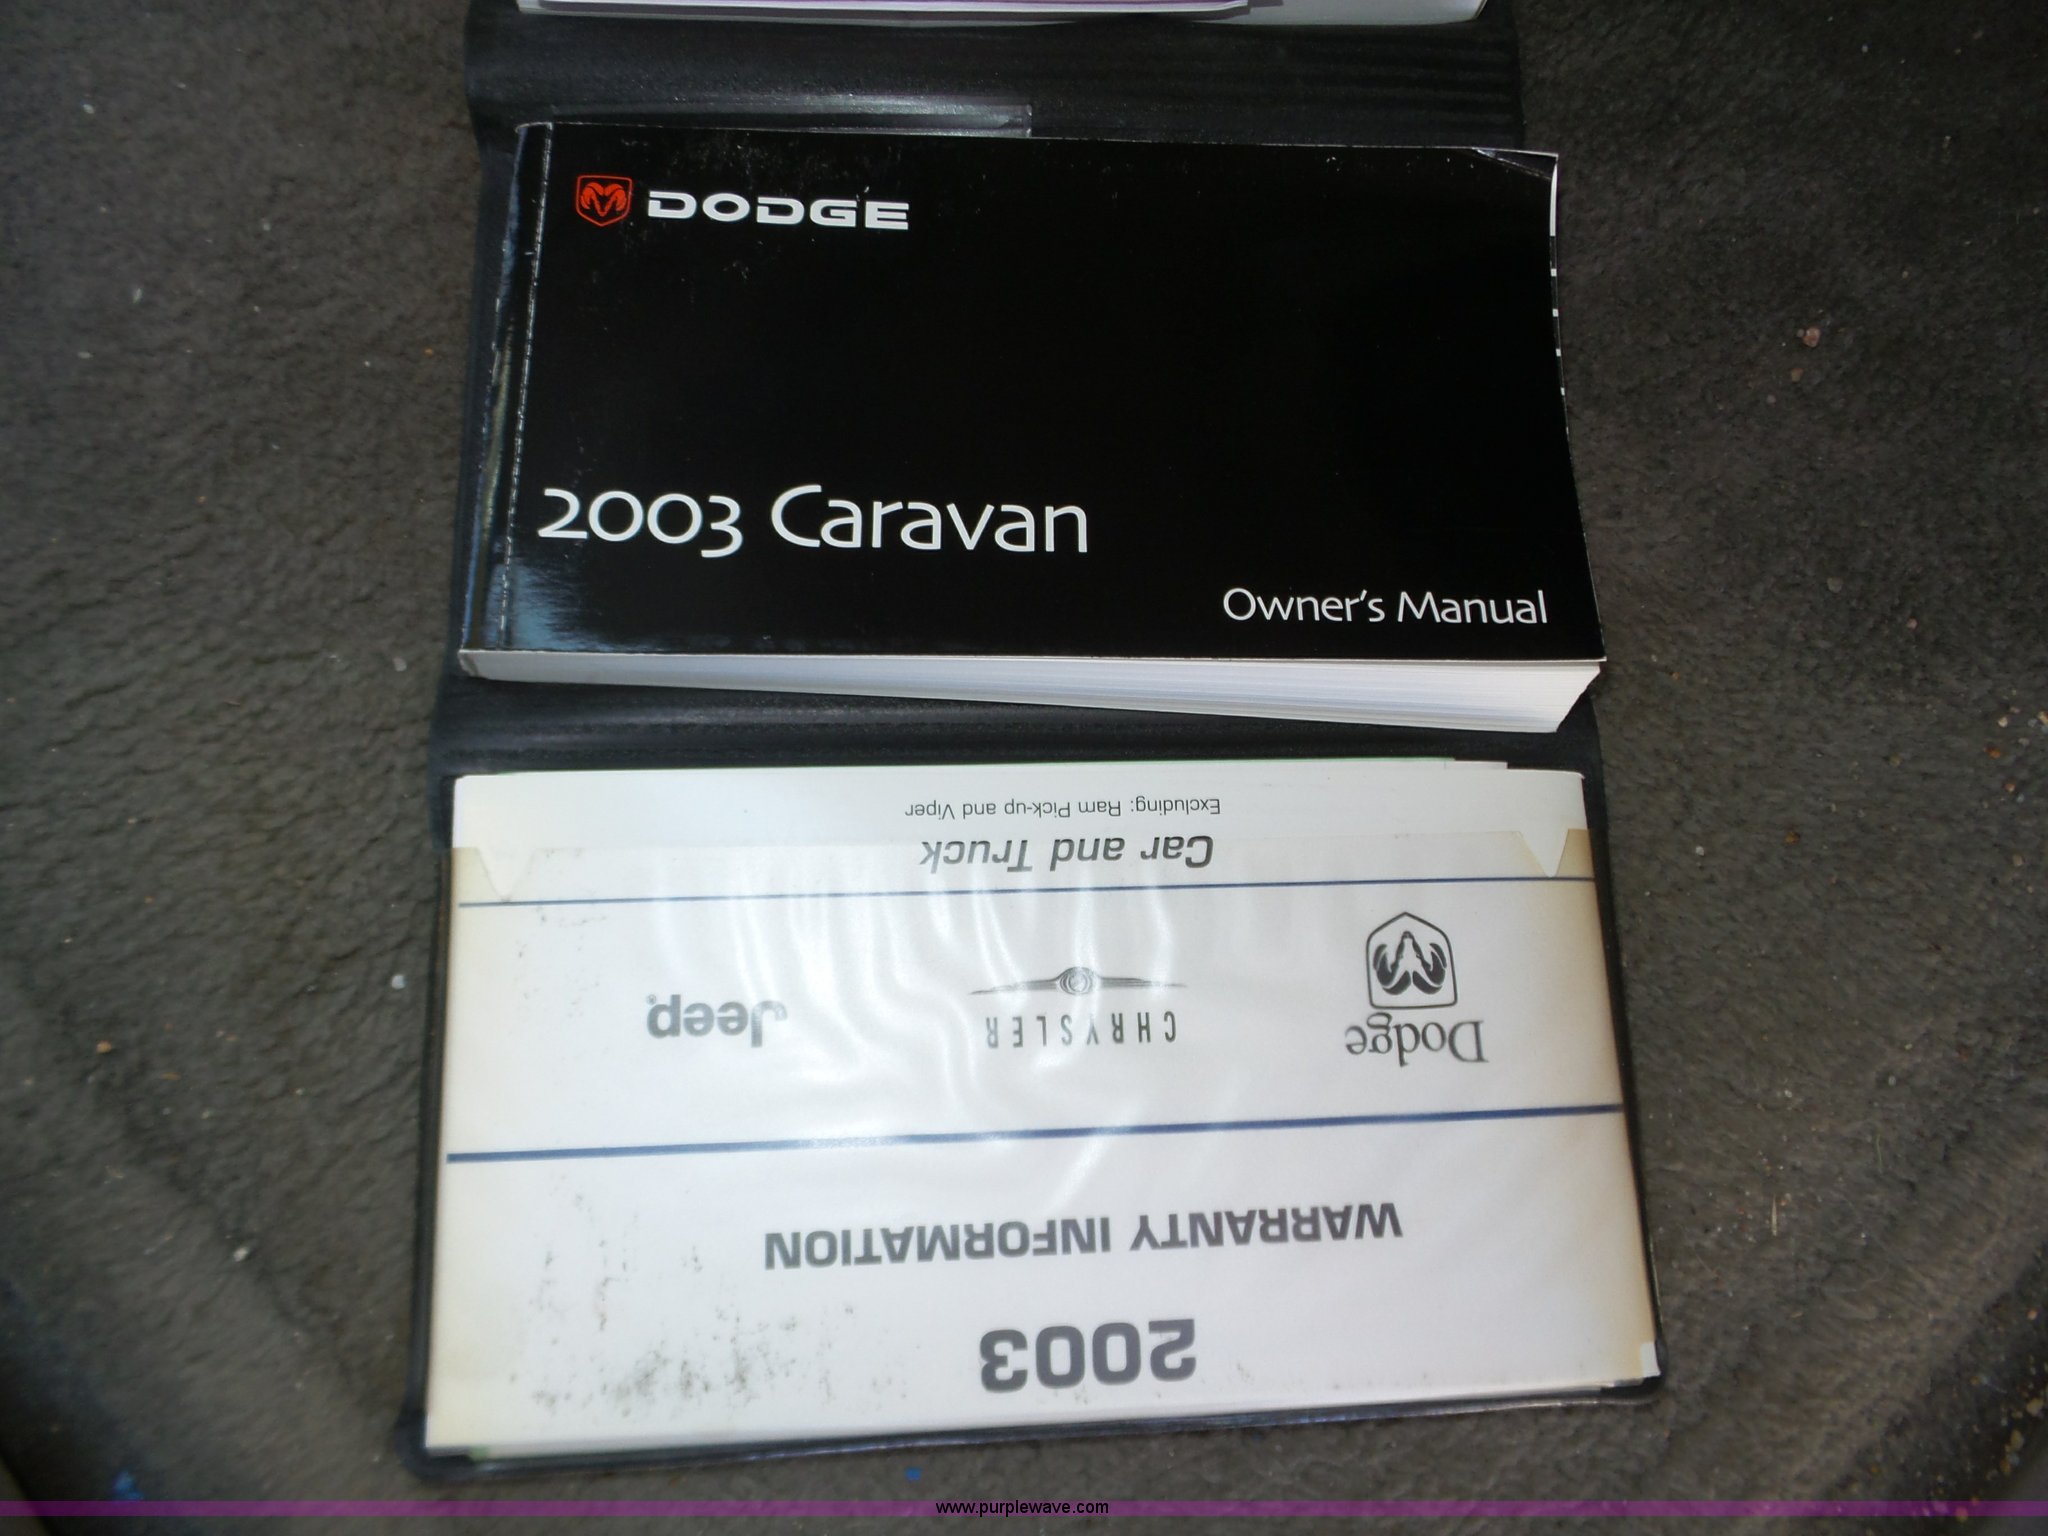 DODGE
2003 Caravan
Owner's Manual
2003
WARRANTY INFORMATION
Dodge
CHRYSLER
Jeep®
Car and Truck
Excluding: Ram Pick-up and Viper
www.purplewave.com